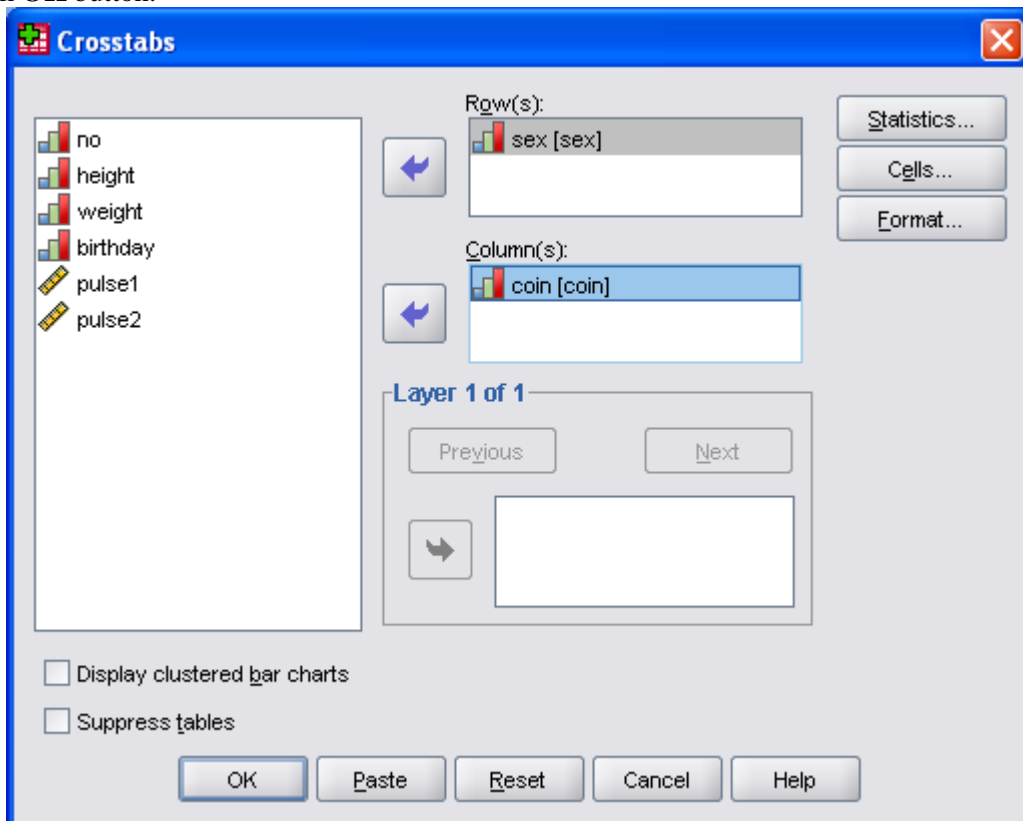 Crosstabs
no
height
weight
birthday
pulse1
pulse2
Row(s):
sex [sex]
Column(s):
coin [coin]
Layer 1 of 1
Previous
Next
Statistics...
Cells...
Format...
Display clustered bar charts
Suppress tables
OK
Paste
Reset
Cancel
Help